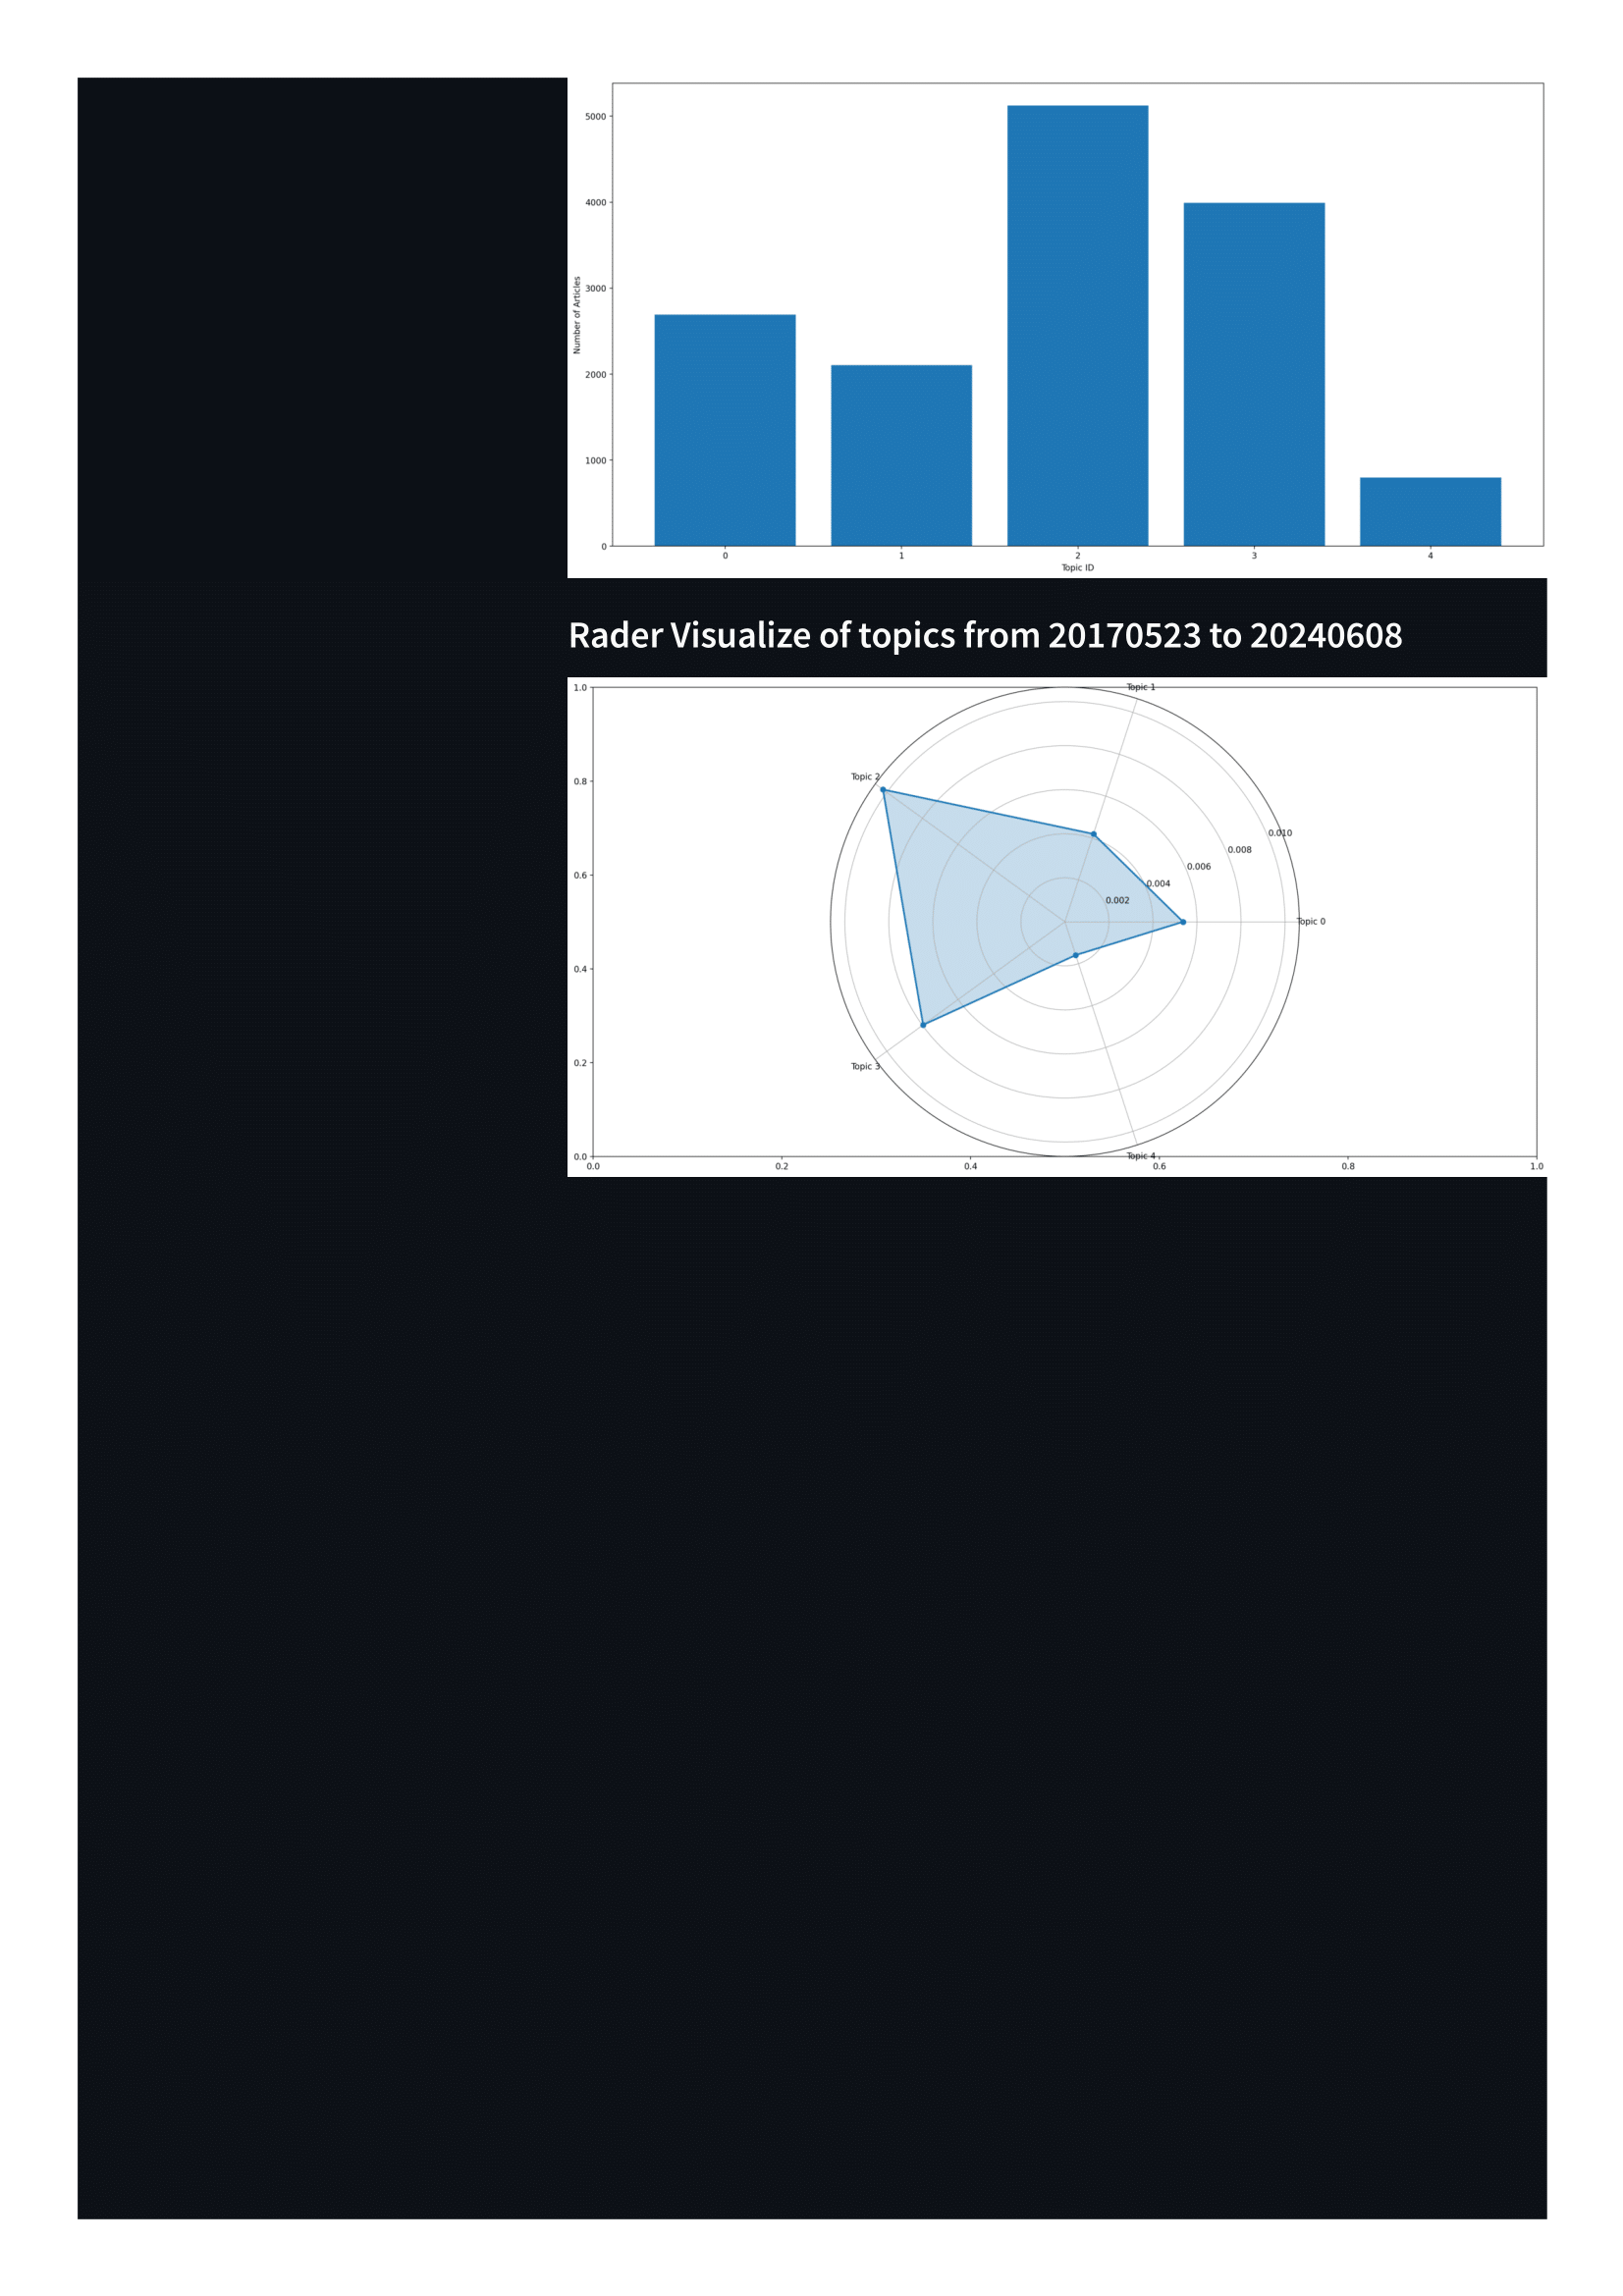 5000
4000
3000
2000
1000
0
Number of Articles
0 1 2 3 4
Topic ID
Rader Visualize of topics from 20170523 to 20240608
1.0
0.8
0.6
0.4
0.2
0.0
Topic 1
Topic 2
0.010
0.008
0.006
0.004
0.002
Topic 0
Topic 3
Topic 4
0.0 0.2 0.4 0.6 0.8 1.0